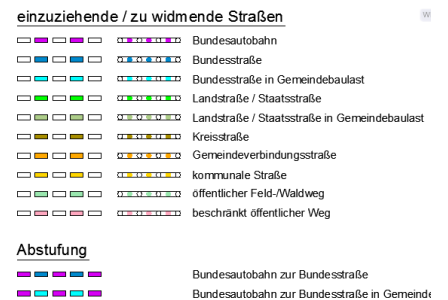 einzuziehende / zu widmende Straßen
W
Bundesautobahn
Bundesstraße
Bundesstraße in Gemeindebaulast
Landstraße / Staatsstraße
Landstraße / Staatsstraße in Gemeindebaulast
Kreisstraße
Gemeindeverbindungsstraße
kommunale Straße
öffentlicher Feld-/Waldweg
beschränkt öffentlicher Weg
Abstufung
Bundesautobahn zur Bundesstraße
Bundesautobahn zur Bundesstraße in Gemeinde